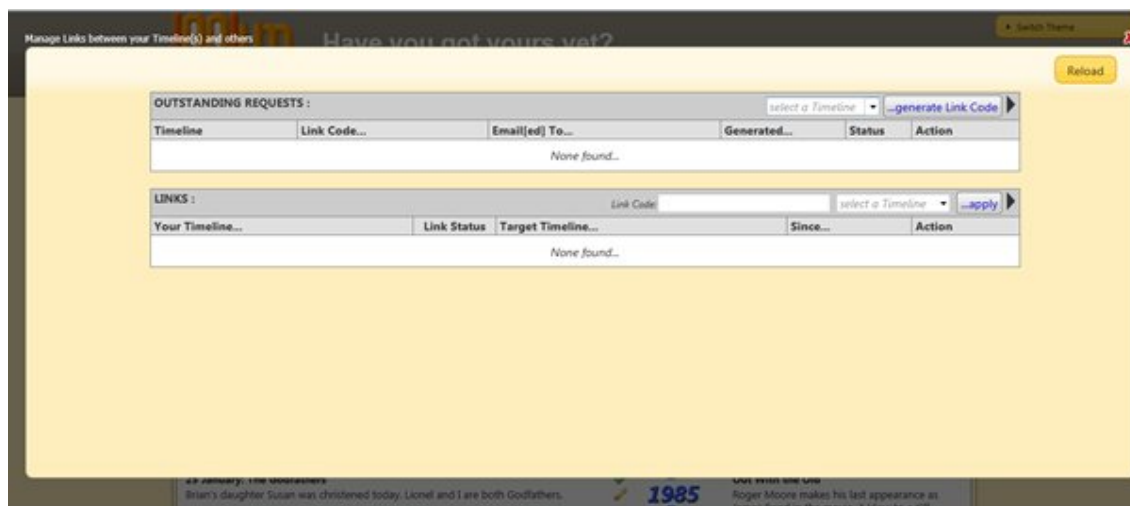 Have you got yours yet?
Switch Theme
Manage Links between your Timeline(s) and others
Reload
OUTSTANDING REQUESTS :
select a Timeline
...generate Link Code
Timeline Link Code... Email[ed] To... Generated... Status Action
None found...
LINKS :
Link Code:
select a Timeline
...apply
Your Timeline... Link Status Target Timeline... Since... Action
None found...
29 January: The Godfathers
Brian's daughter Susan was christened today. Lionel and I are both Godfathers.
1985
Out With the Old
Roger Moore makes his last appearance as